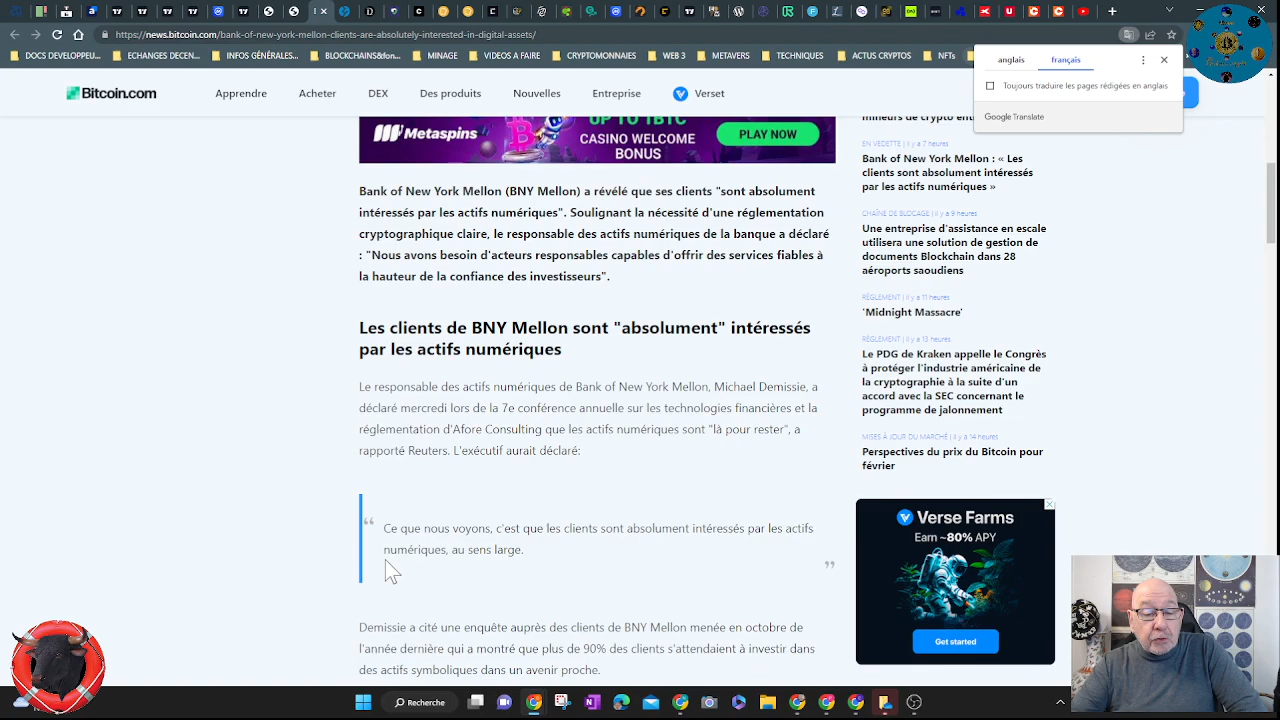 https://news.bitcoin.com/bank-of-new-york-mellon-clients-absolutely-interested-in-digital-assets/
DOCS DEVELOPPEU...
ECHANGES DECEN...
BLOCKCHAINS&fon...
MINAGE
VIDEOS A FAIRE
CRYPTOMONNAIES
WEB 3
METAVERS
TECHNIQUES
ACTUS CRYPTOS
NFTs
anglais
français
Toujours traduire les pages rédigées en anglais
Google Translate
Bitcoin.com
Apprendre
Acheter
DEX
Des produits
Nouvelles
Entreprise
Verset
Metaspins
UP TO 1BTC
CASINO WELCOME
BONUS
PLAY NOW
Bank of New York Mellon (BNY Mellon) a révélé que ses clients "sont absolument
intéressés par les actifs numériques". Soulignant la nécessité d'une réglementation
cryptographique claire, le responsable des actifs numériques de la banque a déclaré
: "Nous avons besoin d'acteurs responsables capables d'offrir des services fiables à
la hauteur de la confiance des investisseurs".
Les clients de BNY Mellon sont "absolument" intéressés
par les actifs numériques
Le responsable des actifs numériques de Bank of New York Mellon, Michael Demissie, a
déclaré mercredi lors de la 7e conférence annuelle sur les technologies financières et la
réglementation d'Afore Consulting que les actifs numériques sont "là pour rester", a
rapporté Reuters. L'exécutif aurait déclaré:
“
Ce que nous voyons, c'est que les clients sont absolument intéressés par les actifs
numériques, au sens large.
”
Demissie a cité une enquête auprès des clients de BNY Mellon menée en octobre de
l'année dernière qui a montré que plus de 90% des clients s'attendaient à investir dans
des actifs symboliques dans un avenir proche.
mineurs de crypto
EN VEDETTE | il y a 7 heures
Bank of New York Mellon : « Les
clients sont absolument intéressés
par les actifs numériques »
CHAÎNE DE BLOCAGE | il y a 9 heures
Une entreprise d'assistance en escale
utilisera une solution de gestion de
documents Blockchain dans 28
aéroports saoudiens
RÈGLEMENT | il y a 11 heures
'Midnight Massacre'
RÈGLEMENT | il y a 13 heures
Le PDG de Kraken appelle le Congrès
à protéger l'industrie américaine de
la cryptographie à la suite d'un
accord avec la SEC concernant le
programme de jalonnement
MISES À JOUR DU MARCHÉ | il y a 14 heures
Perspectives du prix du Bitcoin pour
février
Verse Farms
Earn ~80% APY
Get started
Recherche